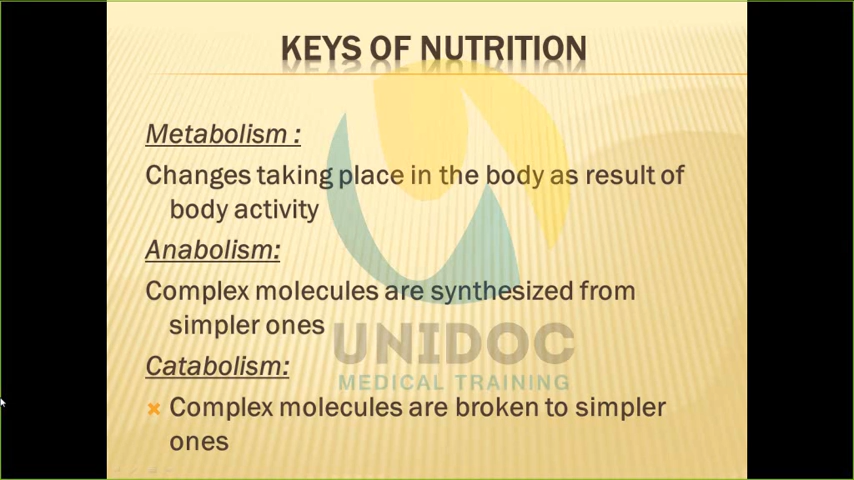 KEYS OF NUTRITION
Metabolism :
Changes taking place in the body as result of
body activity
Anabolism:
Complex molecules are synthesized from
simpler ones
UNIDOC
MEDICAL TRAINING
Catabolism:
Complex molecules are broken to simpler
ones